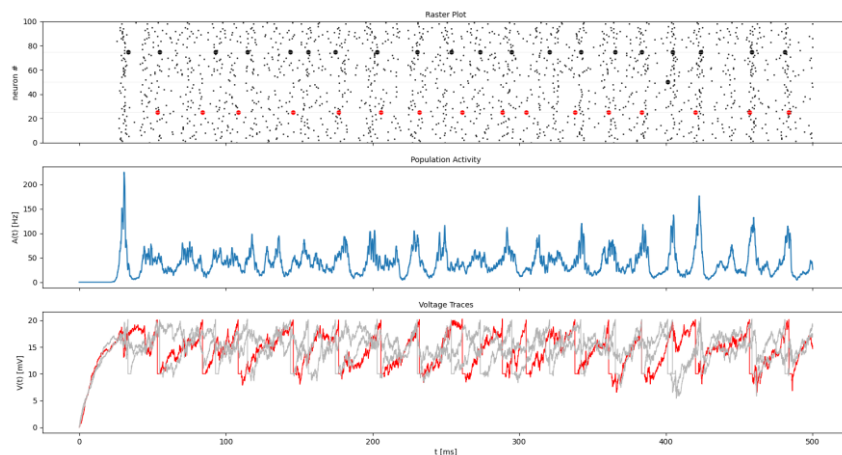 Raster Plot
100
80
60
40
20
0
neuron #
Population Activity
200
150
100
50
0
A(t) [Hz]
Voltage Traces
20
15
10
5
0
V(t) [mV]
0 100 200 300 400 500
t [ms]